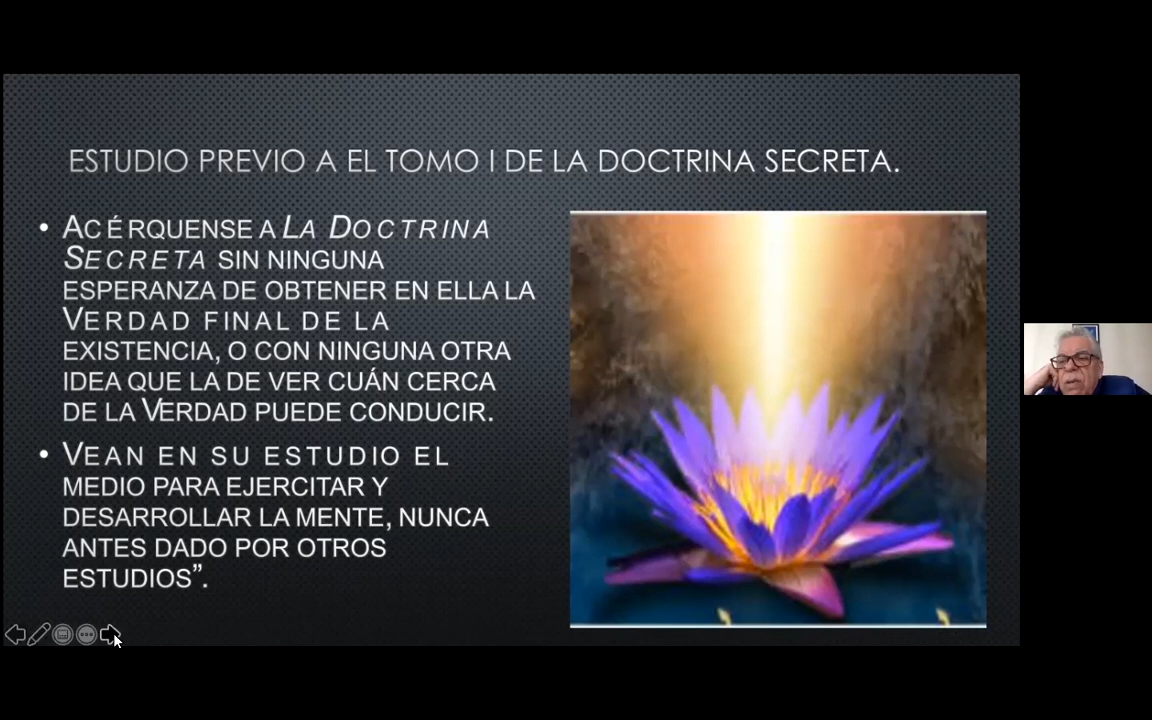 ESTUDIO PREVIO A EL TOMO I DE LA DOCTRINA SECRETA.
• ACÉRQUENSE A LA DOCTRINA
SECRETA SIN NINGUNA
ESPERANZA DE OBTENER EN ELLA LA
VERDAD FINAL DE LA
EXISTENCIA, O CON NINGUNA OTRA
IDEA QUE LA DE VER CUÁN CERCA
DE LA VERDAD PUEDE CONDUCIR.
• VEAN EN SU ESTUDIO EL
MEDIO PARA EJERCITAR Y
DESARROLLAR LA MENTE, NUNCA
ANTES DADO POR OTROS
ESTUDIOS”.